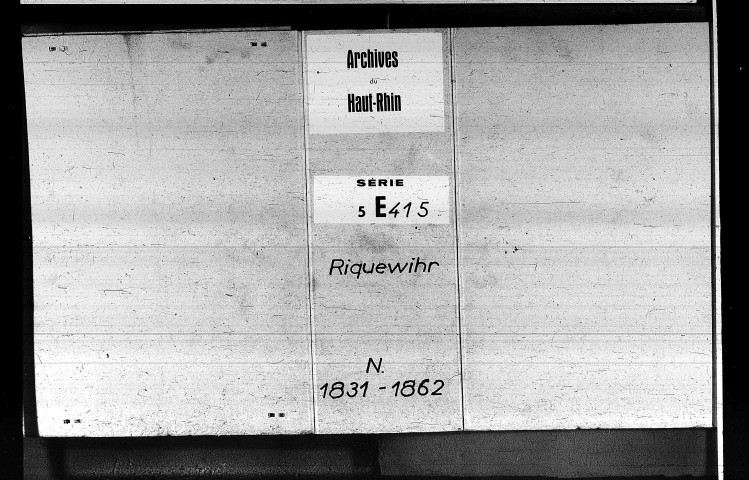 Archives
du
Haut-Rhin
SÉRIE
5 E415
Riquewihr
N.
1831 - 1862